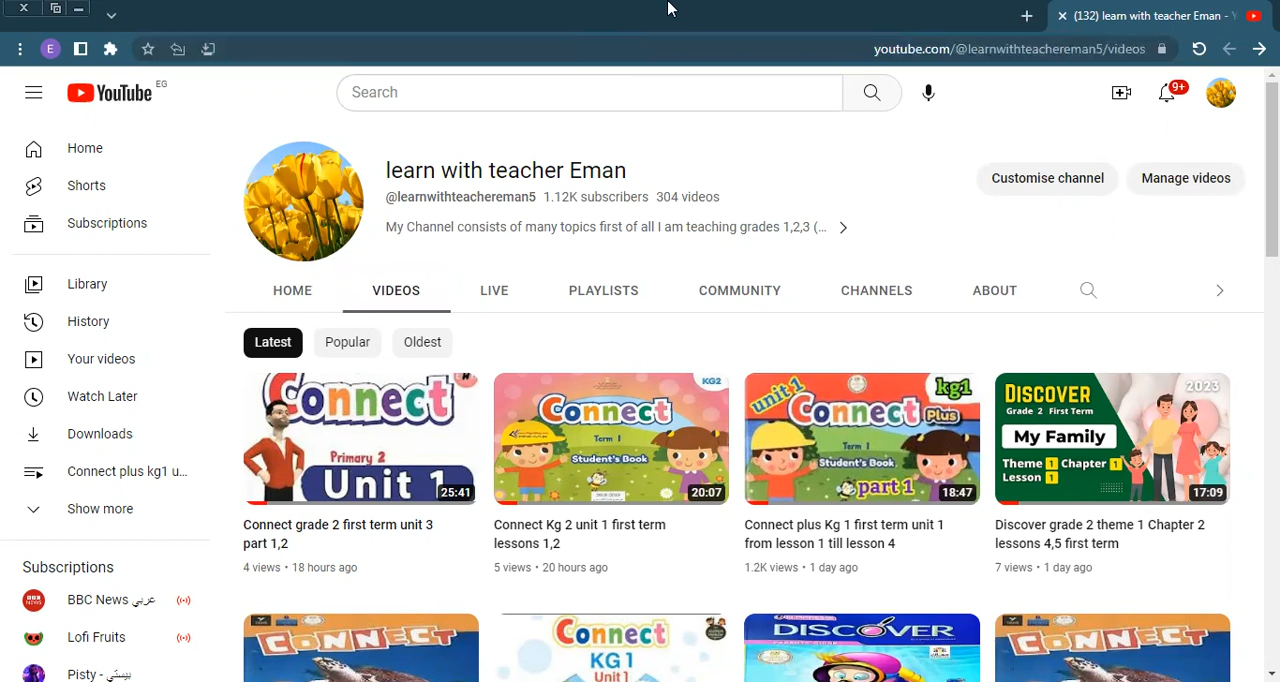 (132) learn with teacher Eman - Y
E
youtube.com/@learnwithteachereman5/videos
YouTube EG
Search
9+
Home
Shorts
Subscriptions
Library
History
Your videos
Watch Later
Downloads
Connect plus kg1 u...
Show more
Subscriptions
BBC News عربي
Lofi Fruits
Pisty - بيستي
learn with teacher Eman
@learnwithteachereman5 1.12K subscribers 304 videos
My Channel consists of many topics first of all I am teaching grades 1,2,3 (...
Customise channel
Manage videos
HOME
VIDEOS
LIVE
PLAYLISTS
COMMUNITY
CHANNELS
ABOUT
Latest
Popular
Oldest
Connect
Primary 2
Unit 1
25:41
Connect grade 2 first term unit 3
part 1,2
4 views • 18 hours ago
KG2
Connect
Term 1
Student's Book
20:07
Connect Kg 2 unit 1 first term
lessons 1,2
5 views • 20 hours ago
unit 1
kg1
Connect
Plus
Term 1
Student's Book
part 1
18:47
Connect plus Kg 1 first term unit 1
from lesson 1 till lesson 4
1.2K views • 1 day ago
DISCOVER
2023
Grade 2 First Term
My Family
Theme 1 Chapter 1
Lesson 1
17:09
Discover grade 2 theme 1 Chapter 2
lessons 4,5 first term
7 views • 1 day ago
CONNECT
Connect
KG1
Unit1
DISCOVER
CONNECT